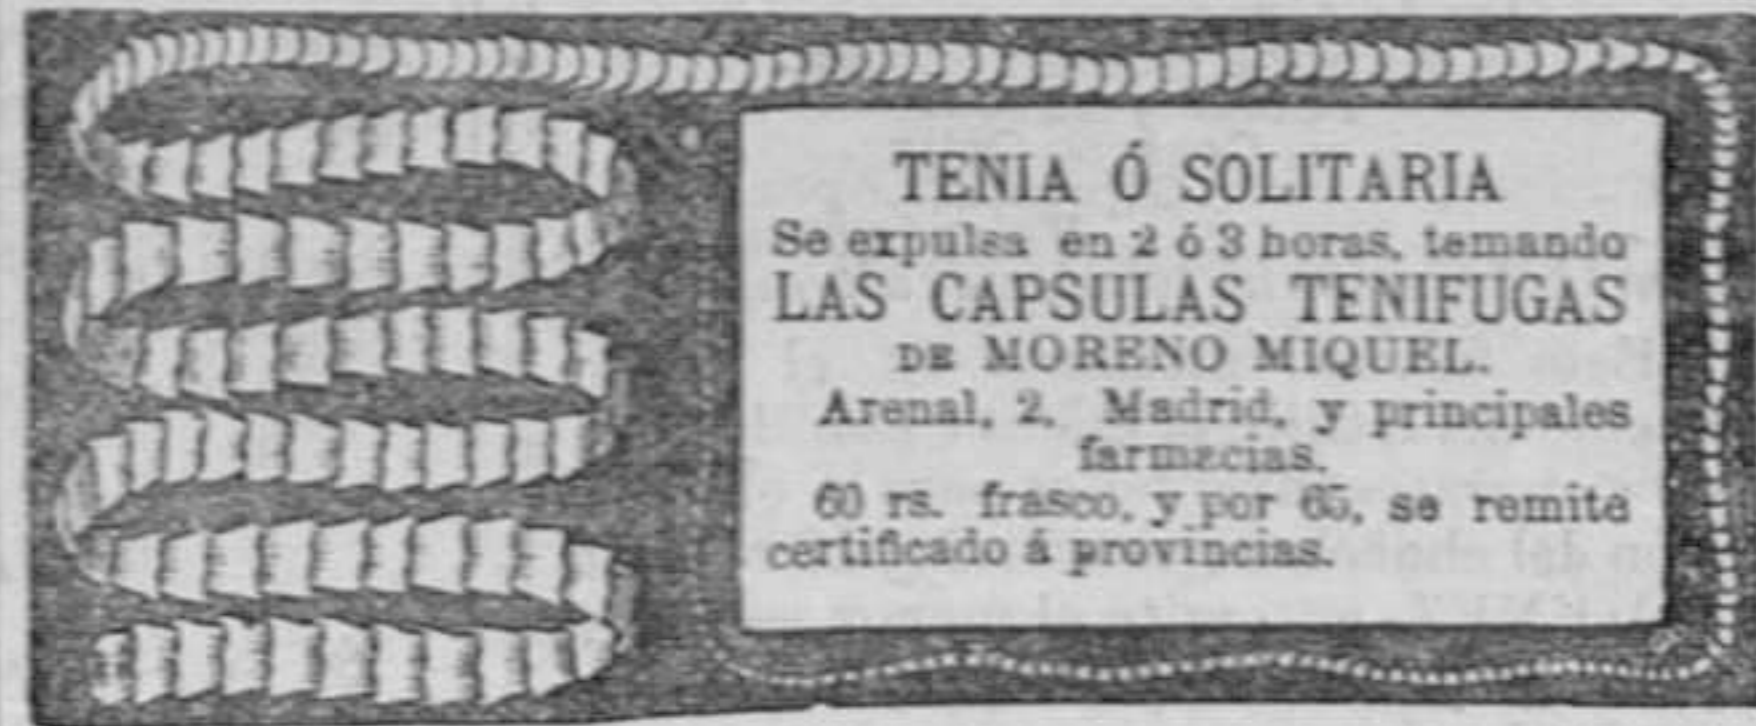 TENIA Ó SOLITARIA
Se expulsa en 2 ó 3 horas, temando
LAS CAPSULAS TENIFUGAS
DE MORENO MIQUEL.
Arenal, 2, Madrid, y principales
farmacias.
60 rs. frasco, y por 65, se remite
certificado á provincias.